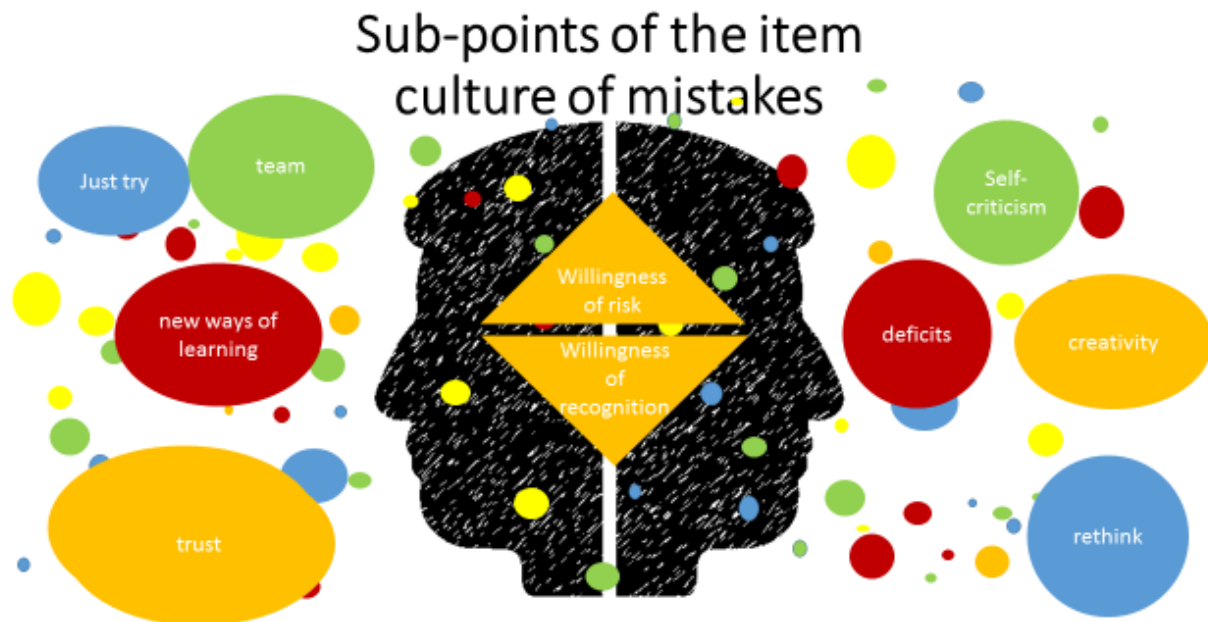 Sub-points of the item
culture of mistakes
Just try
team
new ways of
learning
trust
Willingness
of risk
Willingness
of
recognition
Self-
criticism
deficits
creativity
rethink